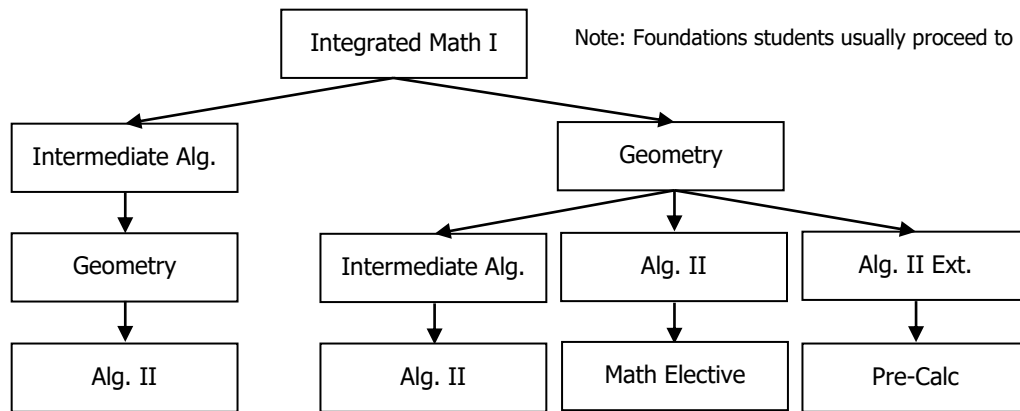 Integrated Math I
Note: Foundations students usually proceed to
Intermediate Alg.
Geometry
Geometry
Intermediate Alg.
Alg. II
Alg. II Ext.
Alg. II
Alg. II
Math Elective
Pre-Calc